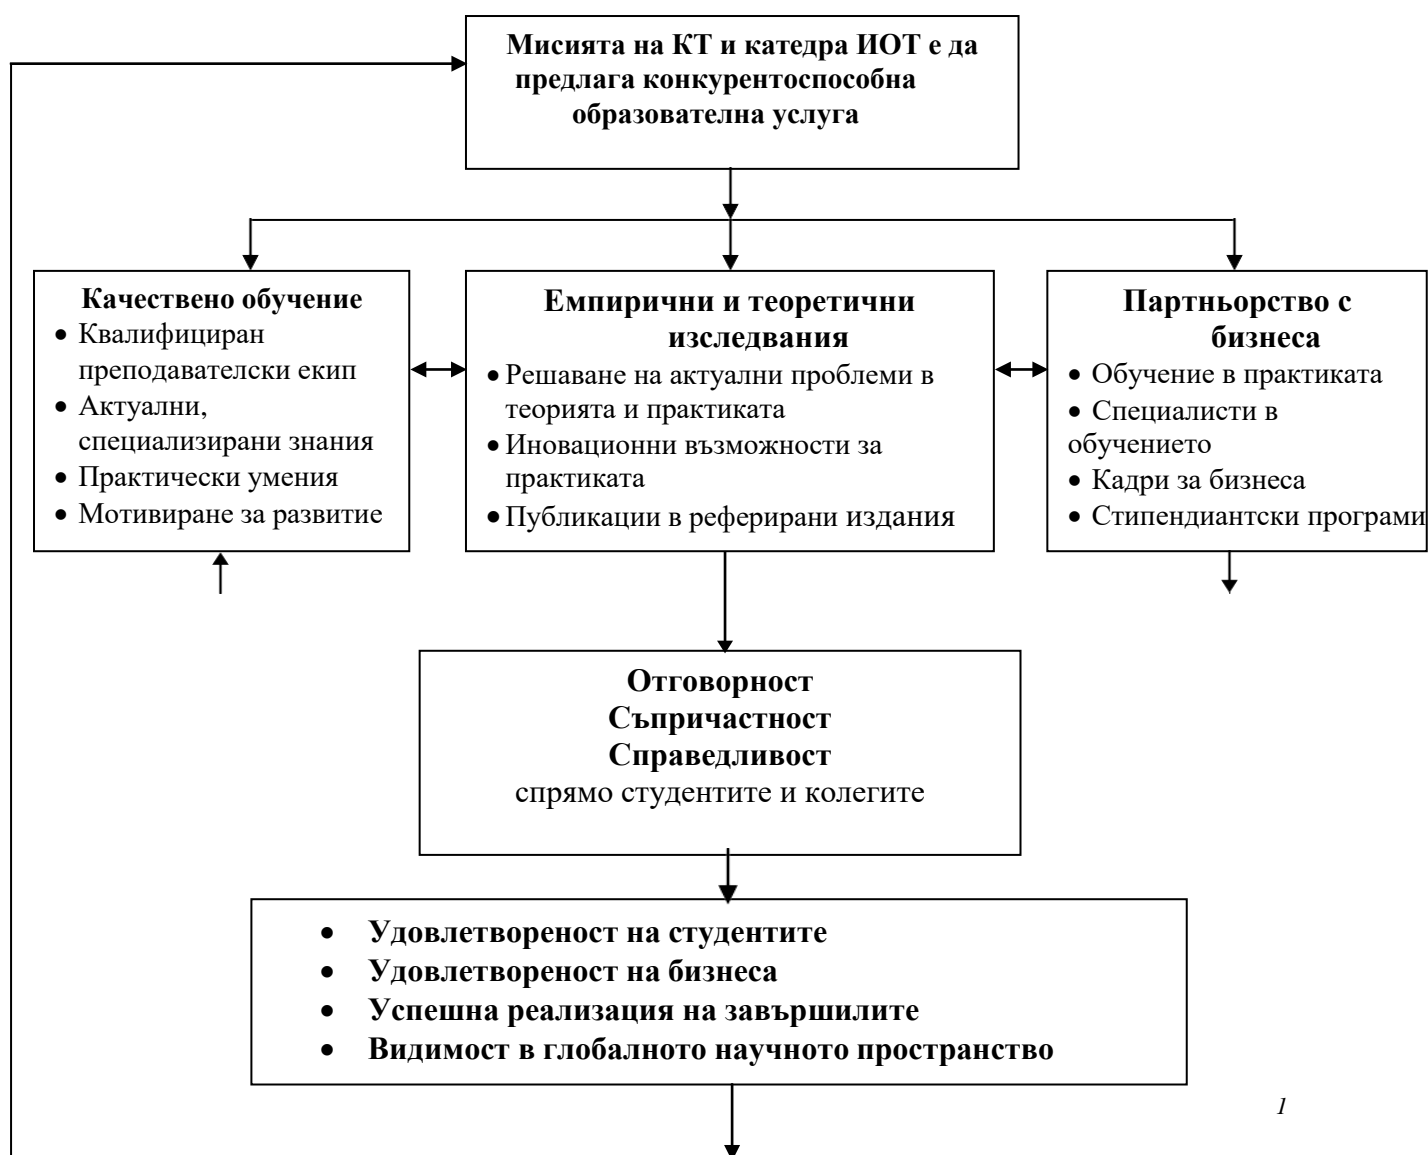 Мисията на КТ и катедра ИОТ е да
предлага конкурентоспособна
образователна услуга
Качествено обучение
• Квалифициран
преподавателски екип
• Актуални,
специализирани знания
• Практически умения
• Мотивиране за развитие
Емпирични и теоретични
изследвания
• Решаване на актуални проблеми в
теорията и практиката
• Иновационни възможности за
практиката
• Публикации в реферирани издания
Партньорство с
бизнеса
• Обучение в практиката
• Специалисти в
обучението
• Кадри за бизнеса
• Стипендиантски програми
Отговорност
Съпричастност
Справедливост
спрямо студентите и колегите
• Удовлетвореност на студентите
• Удовлетвореност на бизнеса
• Успешна реализация на завършилите
• Видимост в глобалното научното пространство
1